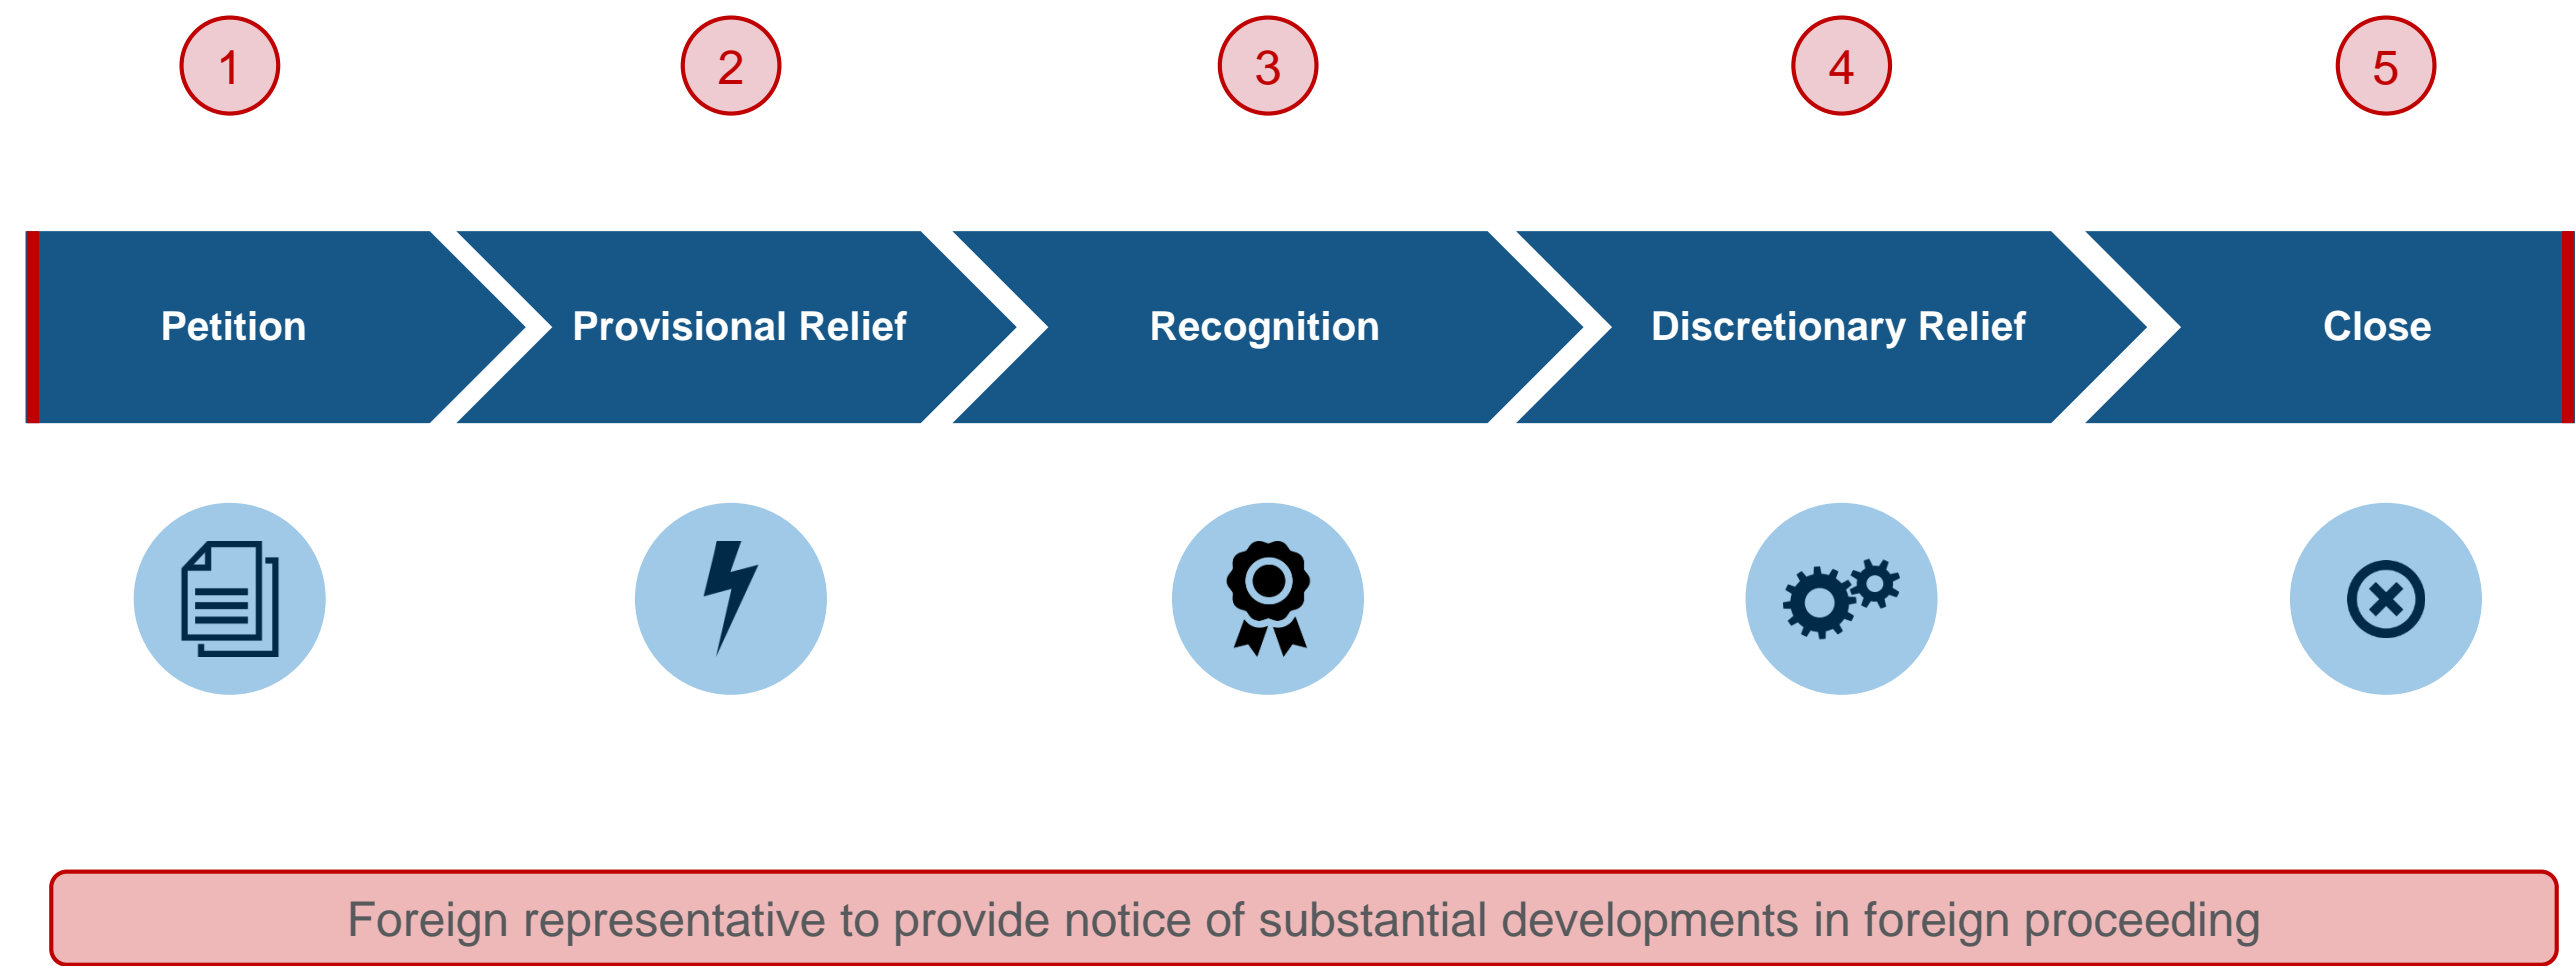 1
2
3
4
5
Petition
Provisional Relief
Recognition
Discretionary Relief
Close
Foreign representative to provide notice of substantial developments in foreign proceeding